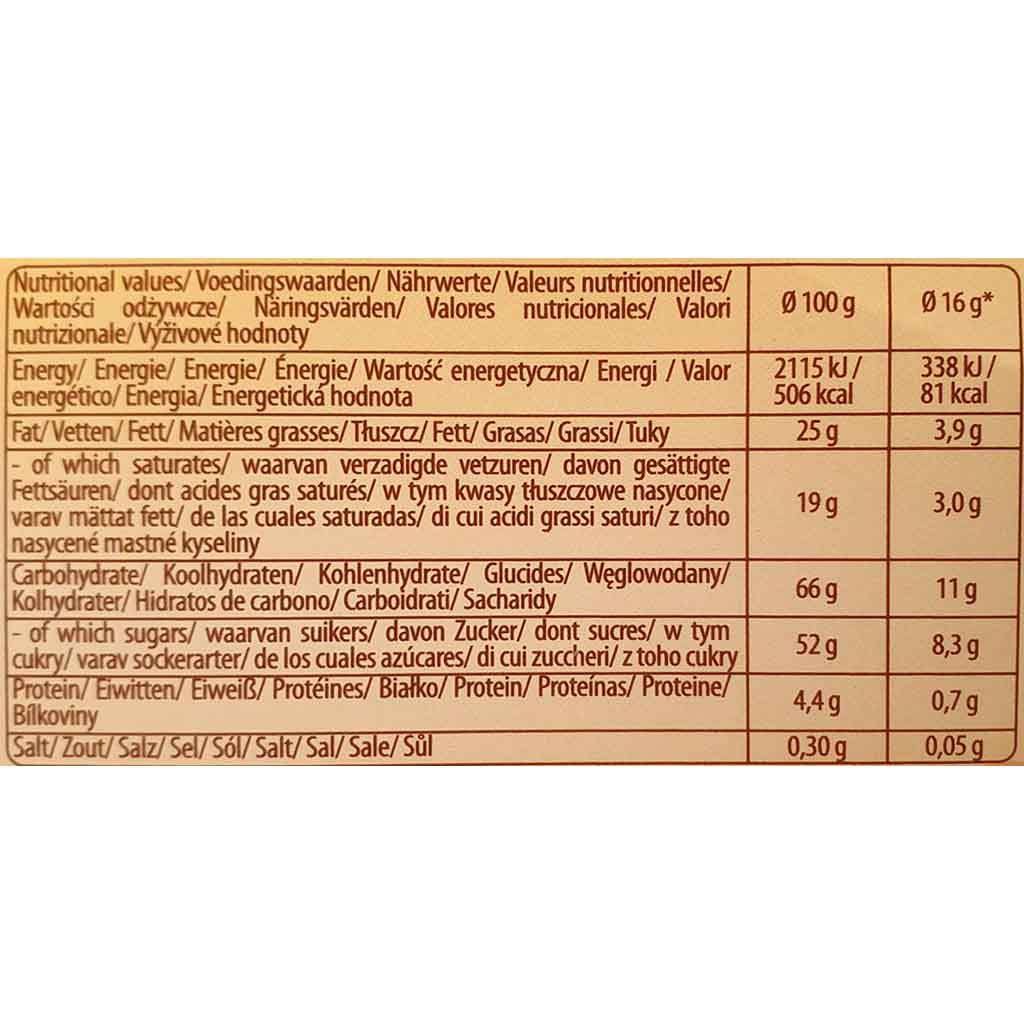 Nutritional values/ Voedingswaarden/ Nährwerte/ Valeurs nutritionnelles/
Wartości odżywcze/ Näringsvärden/ Valores nutricionales/ Valori
nutrizionale/ Výživové hodnoty
Ø 100 g
Ø 16 g*
Energy/ Energie/ Energie/ Énergie/ Wartość energetyczna/ Energi / Valor
energético/ Energia/ Energetická hodnota
2115 kJ /
506 kcal
338 kJ /
81 kcal
Fat/ Vetten/ Fett/ Matières grasses/ Tłuszcz/ Fett/ Grasas/ Grassi/ Tuky
25 g
3,9 g
- of which saturates/ waarvan verzadigde vetzuren/ davon gesättigte
Fettsäuren/ dont acides gras saturés/ w tym kwasy tłuszczowe nasycone/
varav mättat fett/ de las cuales saturadas/ di cui acidi grassi saturi/ z toho
nasycené mastné kyseliny
19 g
3,0 g
Carbohydrate/ Koolhydraten/ Kohlenhydrate/ Glucides/ Węglowodany/
Kolhydrater/ Hidratos de carbono/ Carboidrati/ Sacharidy
66 g
11 g
- of which sugars/ waarvan suikers/ davon Zucker/ dont sucres/ w tym
cukry/ varav sockerarter/ de los cuales azúcares/ di cui zuccheri/ z toho cukry
52 g
8,3 g
Protein/ Eiwitten/ Eiweiß/ Protéines/ Białko/ Protein/ Proteínas/ Proteine/
Bílkoviny
4,4 g
0,7 g
Salt/ Zout/ Salz/ Sel/ Sól/ Salt/ Sal/ Sale/ Sůl
0,30 g
0,05 g